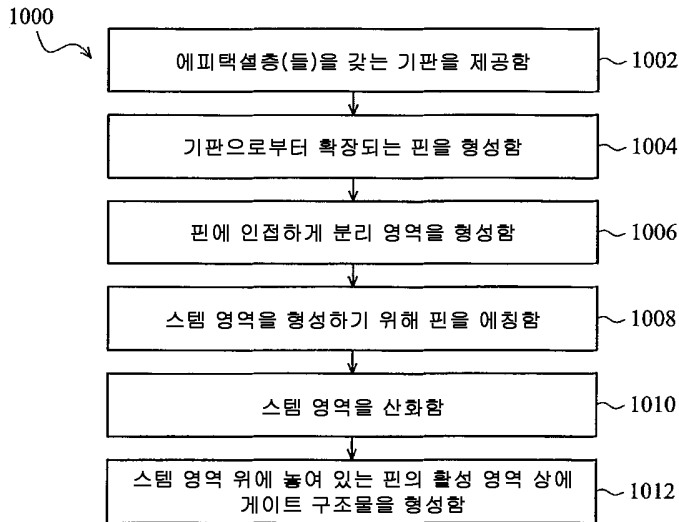 1000
에피택셜층(들)을 갖는 기판을 제공함
1002
기판으로부터 확장되는 핀을 형성함
1004
핀에 인접하게 분리 영역을 형성함
1006
스템 영역을 형성하기 위해 핀을 에칭함
1008
스템 영역을 산화함
1010
스템 영역 위에 놓여 있는 핀의 활성 영역 상에
게이트 구조물을 형성함
1012